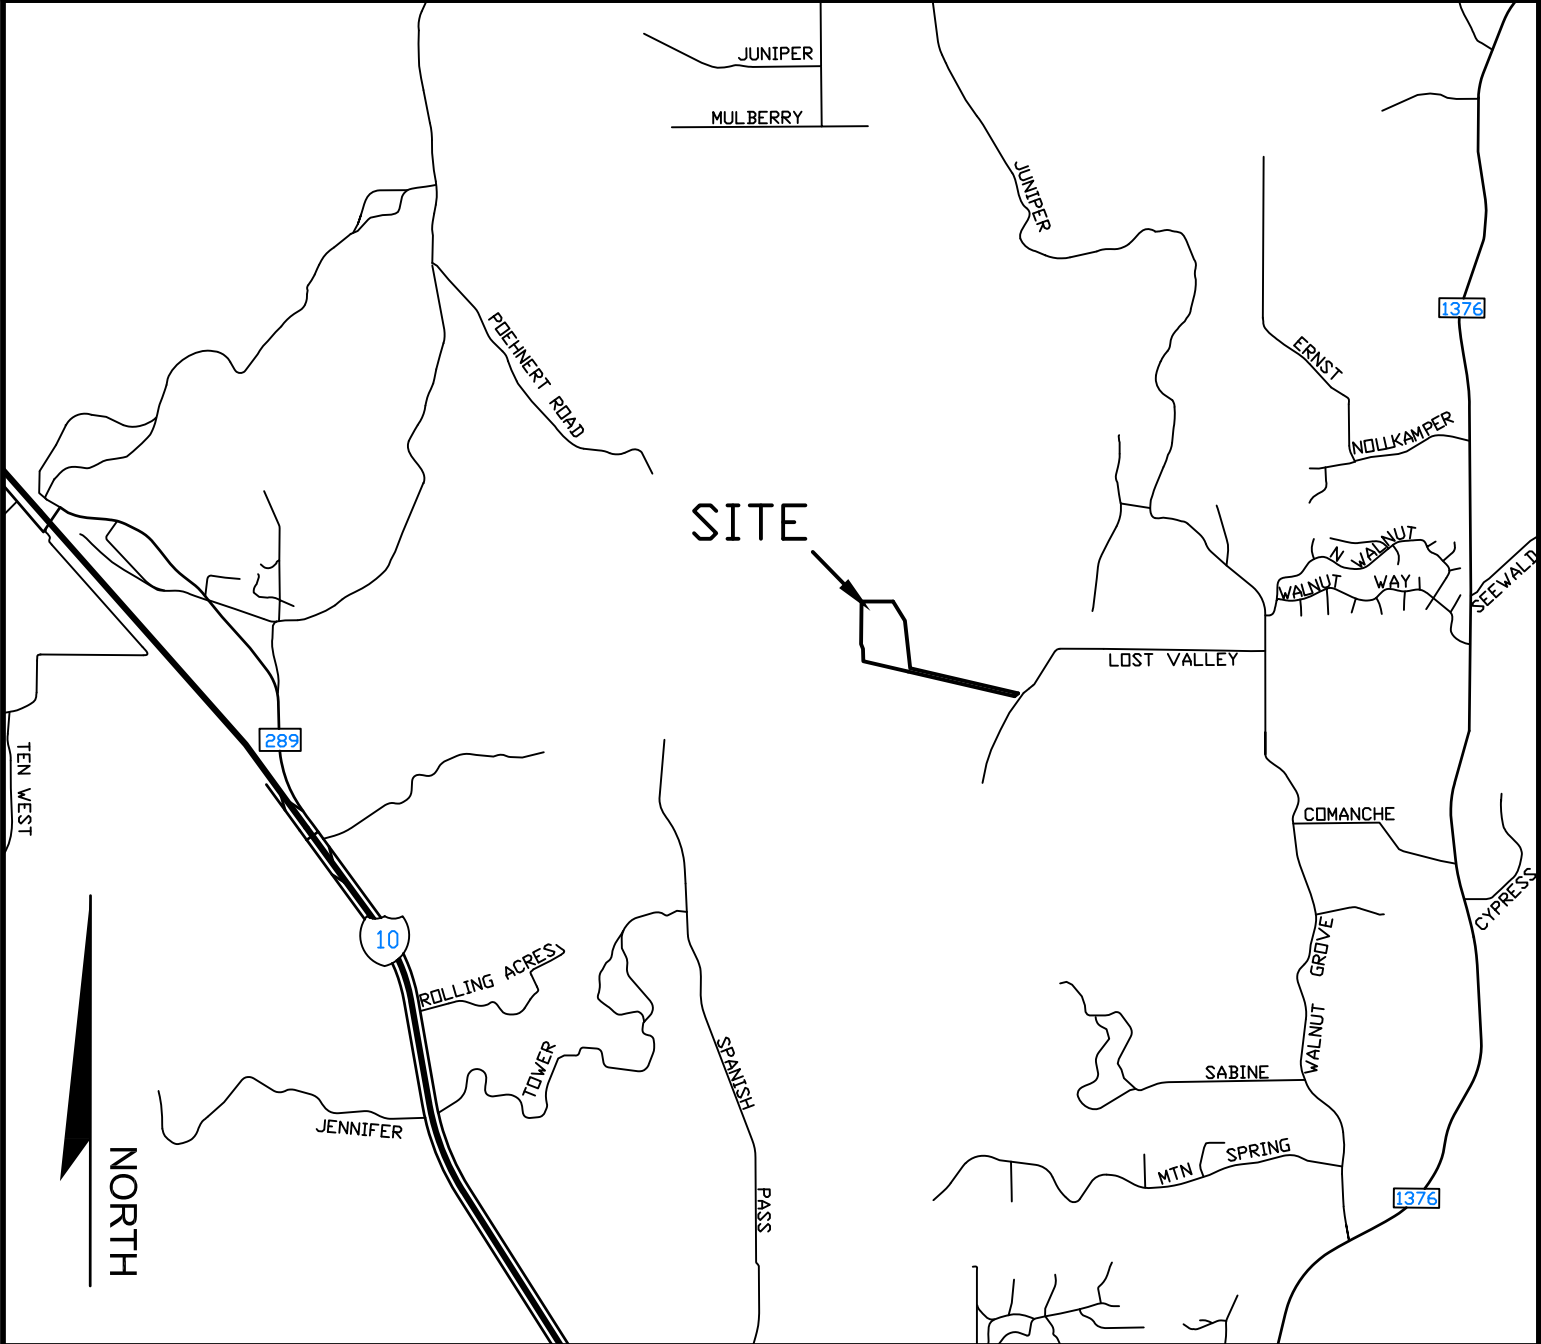 JUNIPER
MULBERRY
JUNIPER
1376
ERNST
POEHNERT ROAD
NOLLKAMPER
SITE
N WALNUT
WALNUT WAY
SEEWALD
LOST VALLEY
289
TEN WEST
COMANCHE
CYPRESS
10
WALNUT GROVE
ROLLING ACRES
TOWER
SPANISH PASS
SABINE
JENNIFER
MTN SPRING
NORTH
1376